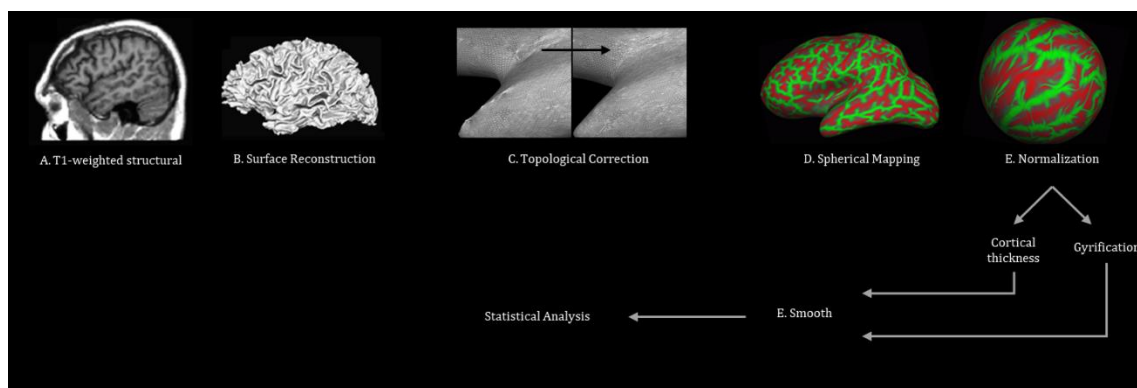 A. T1-weighted structural
B. Surface Reconstruction
C. Topological Correction
D. Spherical Mapping
E. Normalization
Cortical
thickness
Gyrification
E. Smooth
Statistical Analysis